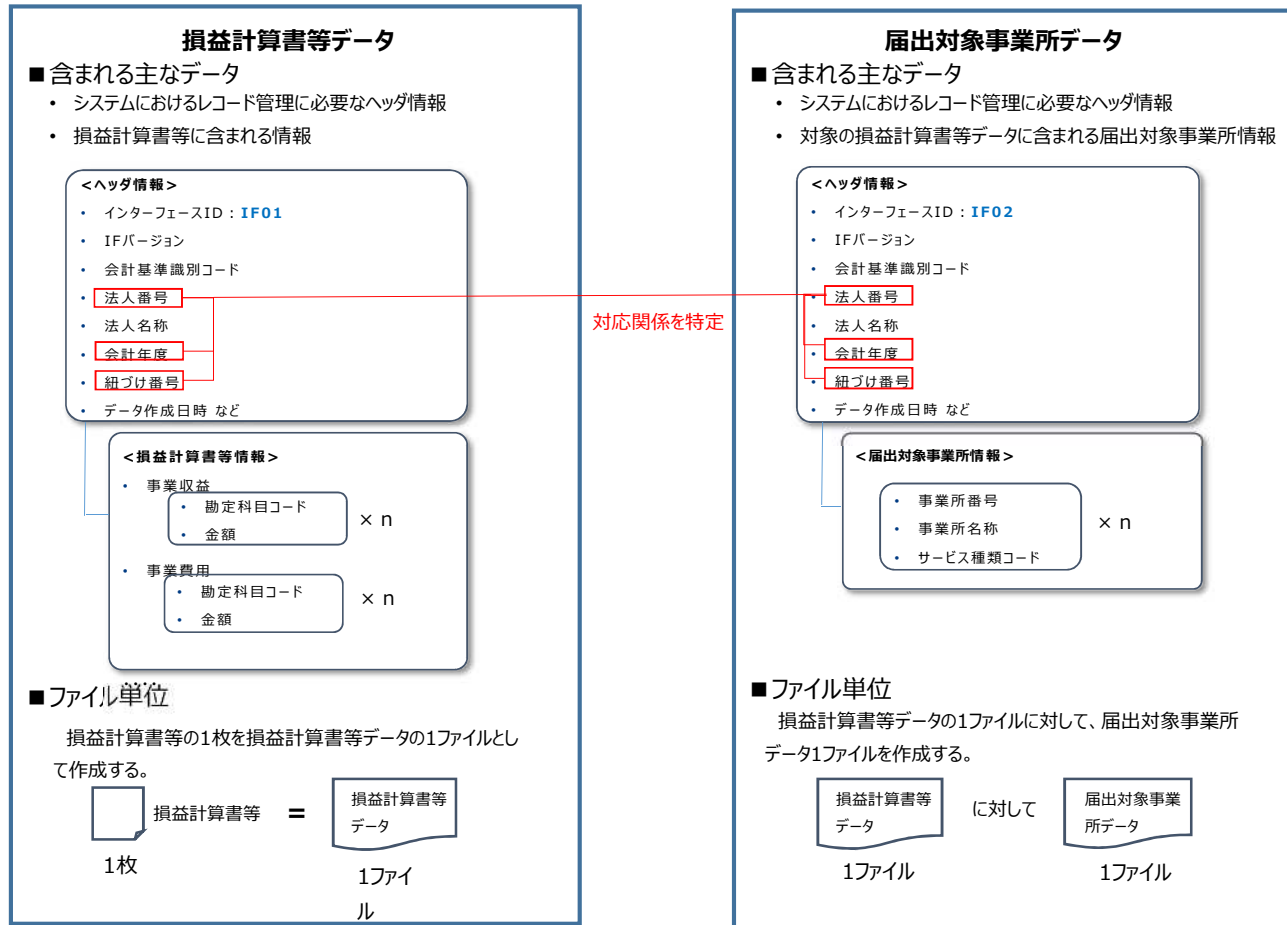 損益計算書等データ
■含まれる主なデータ
• システムにおけるレコード管理に必要なヘッダ情報
• 損益計算書等に含まれる情報
<ヘッダ情報>
• インターフェースID:IF01
• IFバージョン
• 会計基準識別コード
• 法人番号
• 法人名称
• 会計年度
• 紐づけ番号
• データ作成日時 など
<損益計算書等情報>
• 事業収益
• 勘定科目コード
• 金額
× n
• 事業費用
• 勘定科目コード
• 金額
× n
■ファイル単位
損益計算書等の1枚を損益計算書等データの1ファイルとし
て作成する。
損益計算書等
=
損益計算書等
データ
1枚
1ファイ
ル
対応関係を特定
届出対象事業所データ
■含まれる主なデータ
• システムにおけるレコード管理に必要なヘッダ情報
• 対象の損益計算書等データに含まれる届出対象事業所情報
<ヘッダ情報>
• インターフェースID:IF02
• IFバージョン
• 会計基準識別コード
• 法人番号
• 法人名称
• 会計年度
• 紐づけ番号
• データ作成日時 など
<届出対象事業所情報>
• 事業所番号
• 事業所名称
• サービス種類コード
× n
■ファイル単位
損益計算書等データの1ファイルに対して、届出対象事業所
データ1ファイルを作成する。
損益計算書等
データ
に対して
届出対象事業
所データ
1ファイル
1ファイル